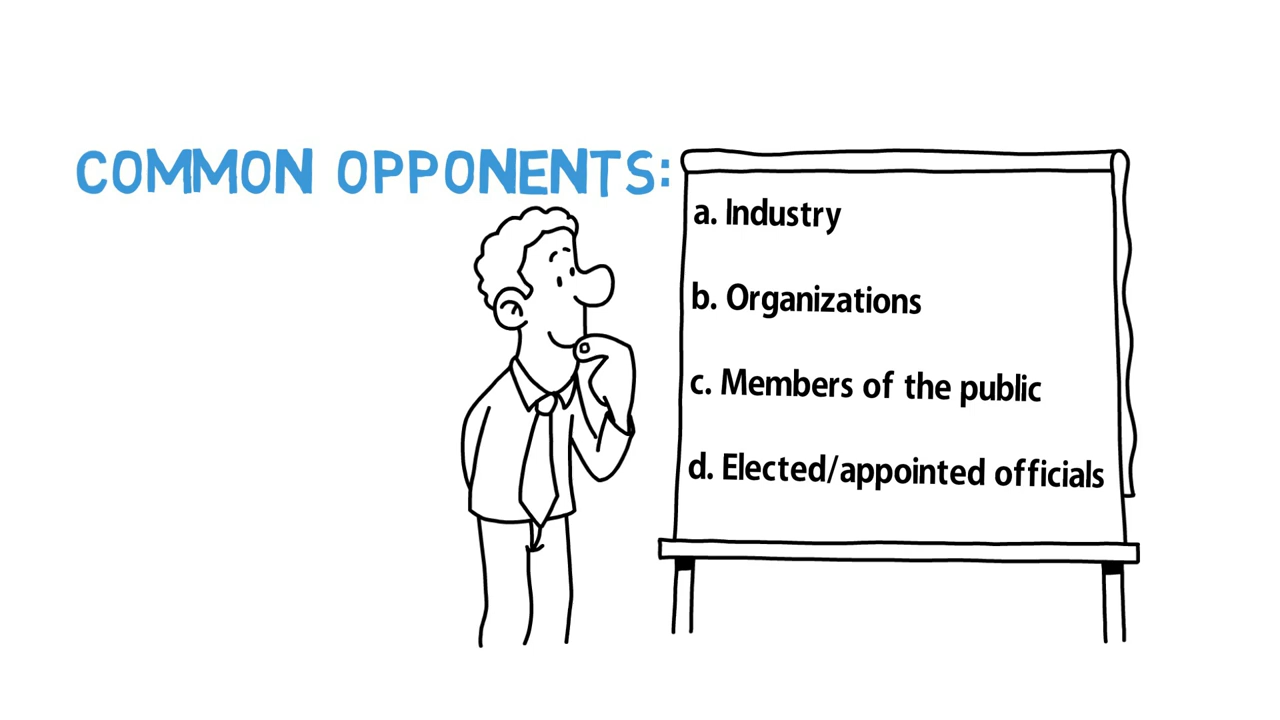 COMMON OPPONENTS:
a. Industry
b. Organizations
c. Members of the public
d. Elected/appointed officials